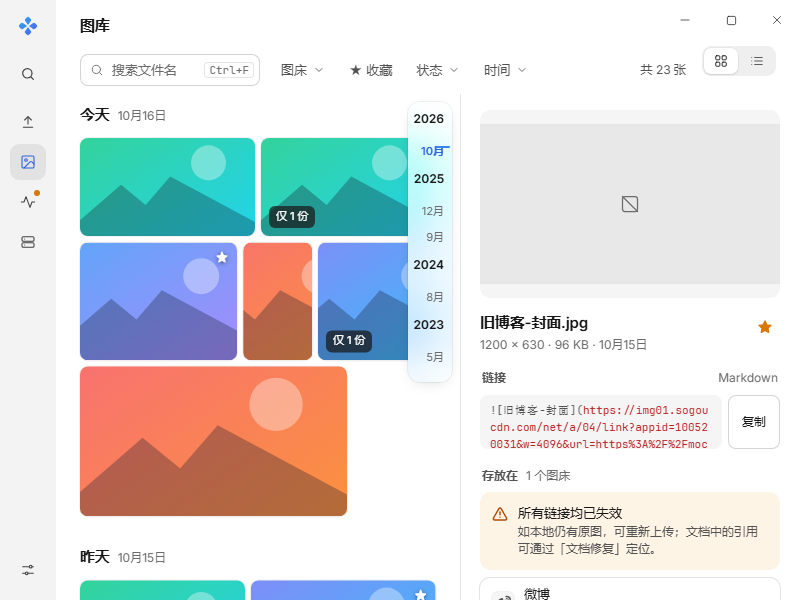 图库
搜索文件名 Ctrl+F
图床
★ 收藏
状态
时间
共 23 张
今天 10月16日
仅1份
仅1份
昨天 10月15日
2026
10月
2025
12月
9月
2024
8月
2023
5月
旧博客-封面.jpg
1200 × 630 · 96 KB · 10月15日
链接 Markdown
![旧博客-封面](https://img01.sogou
cdn.com/net/a/04/link?appid=10052
0031&w=4096&url=https%3A%2F%2Fmoc
复制
存放在 1 个图床
所有链接均已失效
如本地仍有原图，可重新上传；文档中的引用
可通过「文档修复」定位。
微博